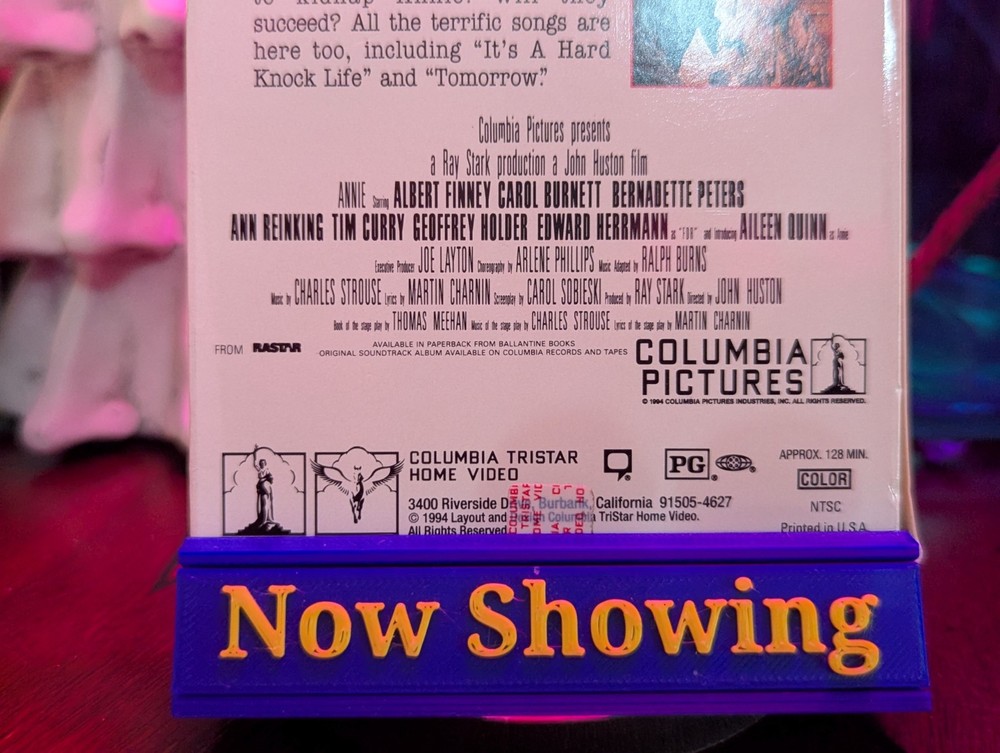 to kidnap Annie. Will they
succeed? All the terrific songs are
here too, including “It’s A Hard
Knock Life” and “Tomorrow.”
Columbia Pictures presents
a Ray Stark production a John Huston film
ANNIE Starring ALBERT FINNEY CAROL BURNETT BERNADETTE PETERS
ANN REINKING TIM CURRY GEOFFREY HOLDER EDWARD HERRMANN as "FDR" and introducing AILEEN QUINN as Annie
Executive Producer JOE LAYTON Choreography by ARLENE PHILLIPS Music Adapted by RALPH BURNS
Music by CHARLES STROUSE Lyrics by MARTIN CHARNIN Screenplay by CAROL SOBIESKI Produced by RAY STARK Directed by JOHN HUSTON
Book of the stage play by THOMAS MEEHAN Music of the stage play by CHARLES STROUSE Lyrics of the stage play by MARTIN CHARNIN
FROM RASTAR
AVAILABLE IN PAPERBACK FROM BALLANTINE BOOKS
ORIGINAL SOUNDTRACK ALBUM AVAILABLE ON COLUMBIA RECORDS AND TAPES
COLUMBIA
PICTURES
© 1994 COLUMBIA PICTURES INDUSTRIES, INC. ALL RIGHTS RESERVED.
COLUMBIA TRISTAR
HOME VIDEO
PG
APPROX. 128 MIN.
COLOR
NTSC
Printed in U.S.A.
3400 Riverside Drive, Burbank, California 91505-4627
© 1994 Layout and Design Columbia TriStar Home Video.
All Rights Reserved
Now Showing